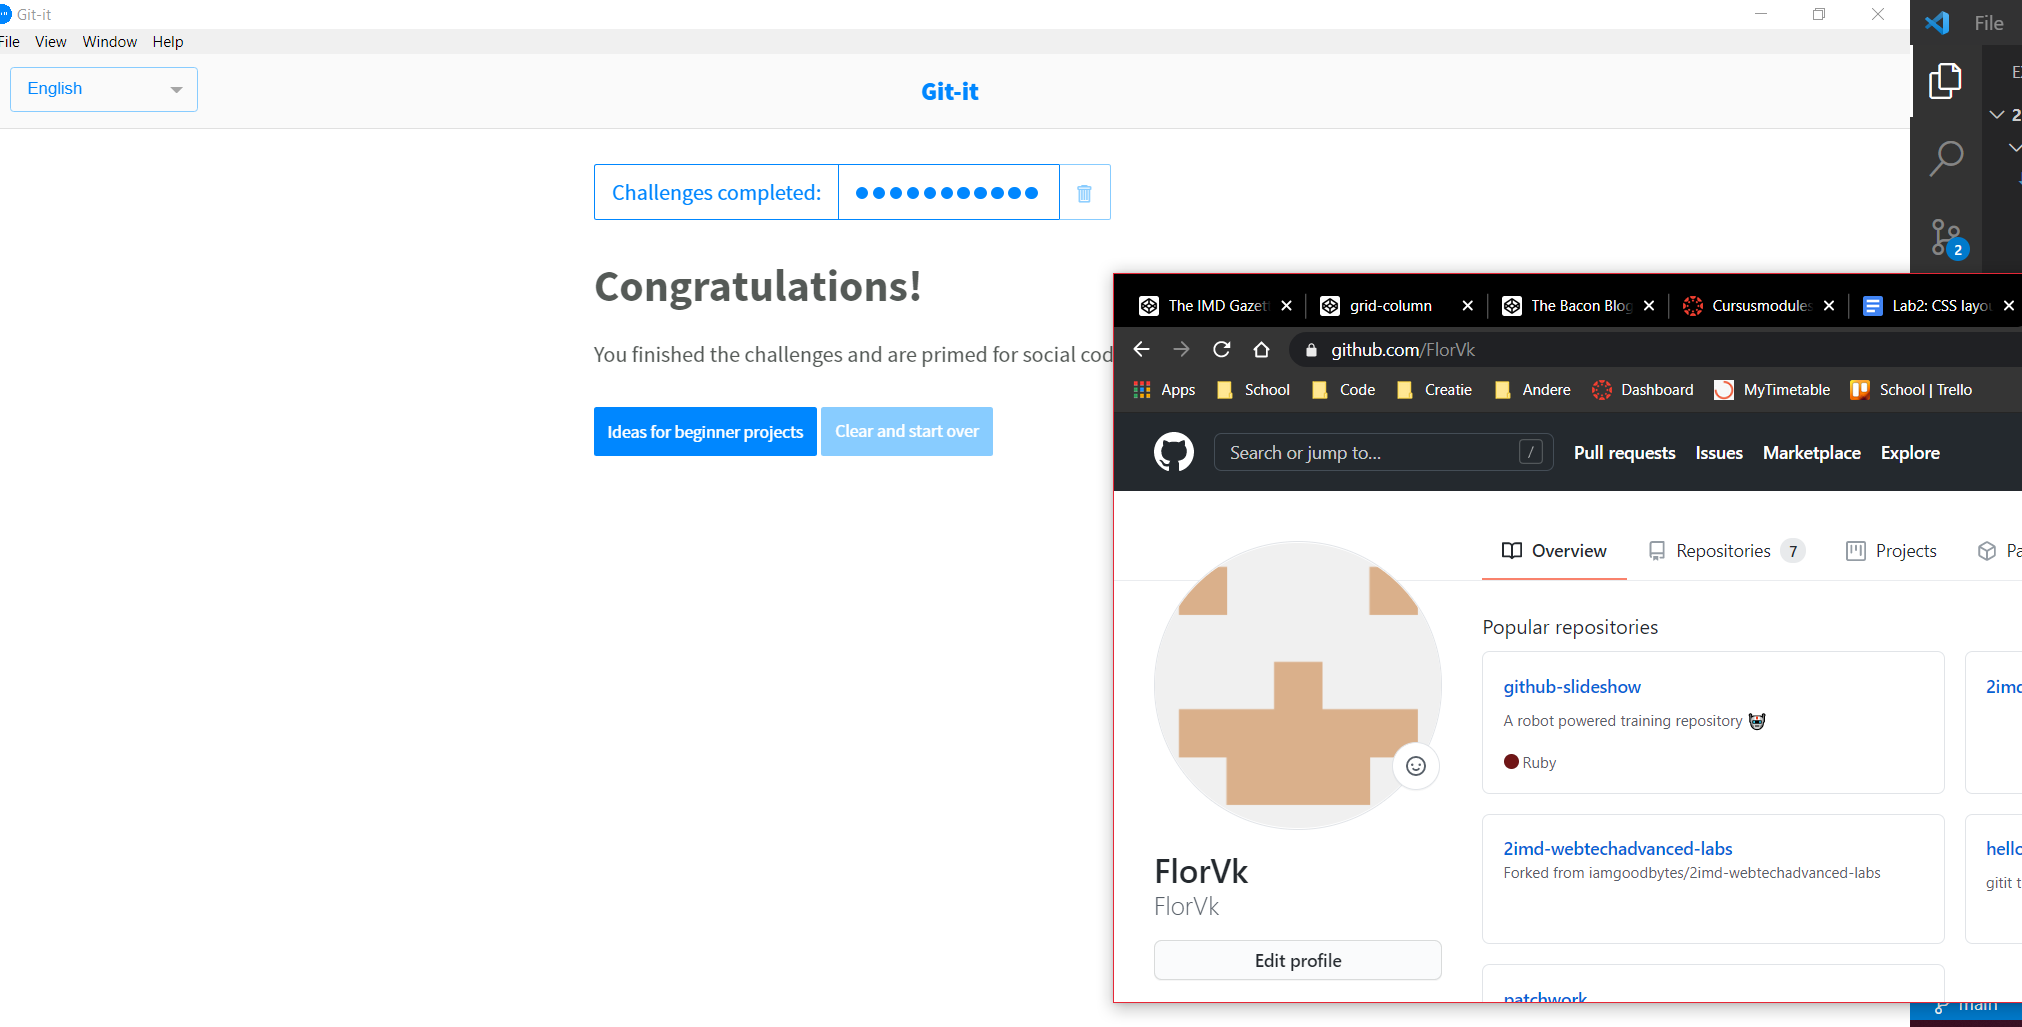 Git-it
File View Window Help
English
Git-it
Challenges completed:
Congratulations!
You finished the challenges and are primed for social cod
Ideas for beginner projects
Clear and start over
File
2
2
The IMD Gazet
grid-column
The Bacon Blog
Cursusmodules
Lab2: CSS layou
github.com/FlorVk
Apps School Code Creatie Andere Dashboard MyTimetable School | Trello
Search or jump to... /
Pull requests Issues Marketplace Explore
Overview Repositories 7 Projects Pa
Popular repositories
github-slideshow
A robot powered training repository
Ruby
2imd
2imd-webtechadvanced-labs
Forked from iamgoodbytes/2imd-webtechadvanced-labs
hello
gitit t
patchwork
FlorVk
FlorVk
Edit profile
main